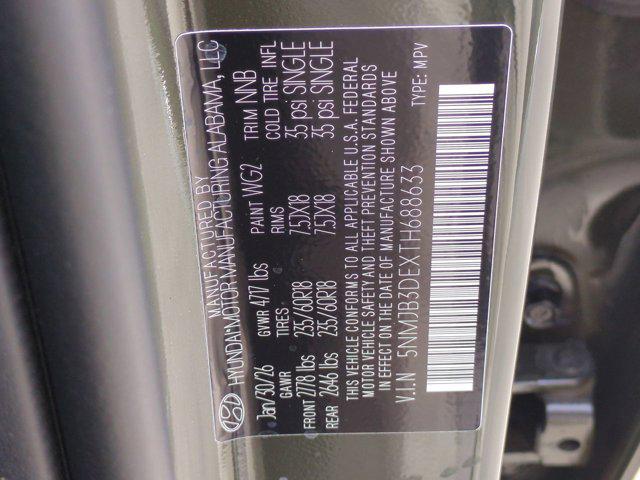 MANUFACTURED BY
HYUNDAI MOTOR MANUFACTURING ALABAMA, LLC
Jan/30/26 GVWR 4717 lbs PAINT WG2 TRIM NNB
GAWR TIRES RIMS COLD TIRE INFL
FRONT 2778 lbs 235/60R18 7.5JX18 35 psi SINGLE
REAR 2646 lbs 235/60R18 7.5JX18 35 psi SINGLE
THIS VEHICLE CONFORMS TO ALL APPLICABLE U.S.A. FEDERAL
MOTOR VEHICLE SAFETY AND THEFT PREVENTION STANDARDS
IN EFFECT ON THE DATE OF MANUFACTURE SHOWN ABOVE
V.I.N 5NMJB3DEXTH688633 TYPE: MPV